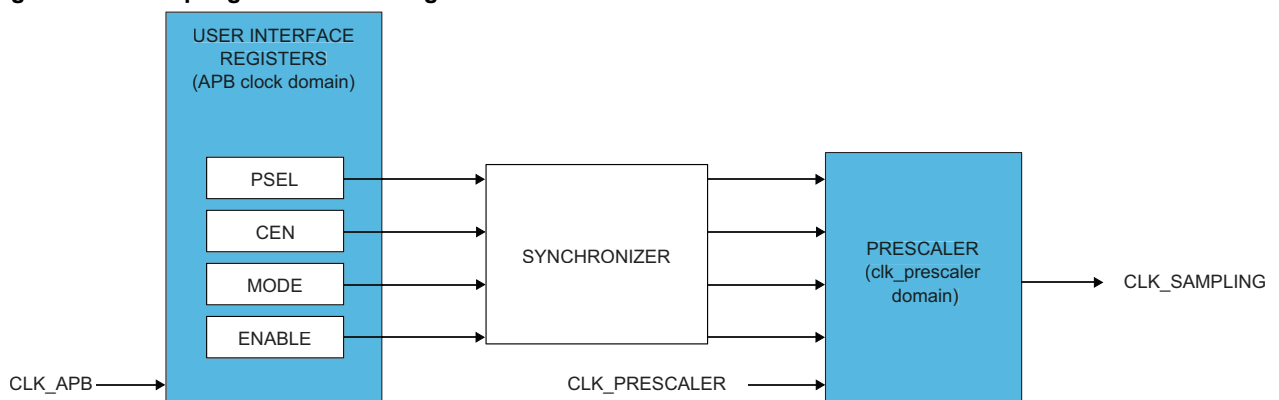 USER INTERFACE
REGISTERS
(APB clock domain)
PSEL
CEN
MODE
ENABLE
SYNCHRONIZER
PRESCALER
(clk_prescaler
domain)
CLK_SAMPLING
CLK_APB
CLK_PRESCALER